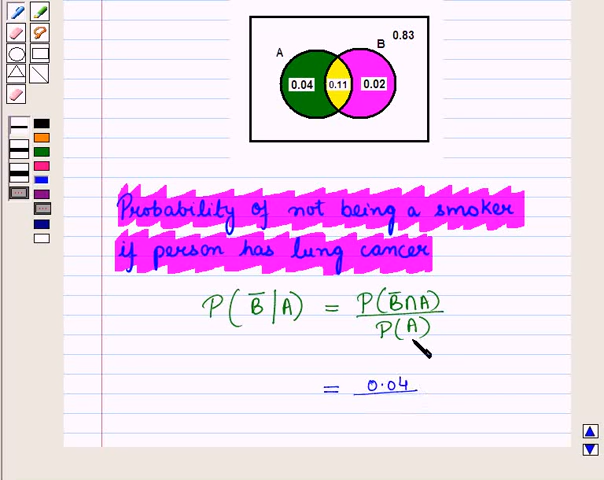 A
B
0.83
0.04
0.11
0.02
Probability of not being a smoker
if person has lung cancer
P(B̅|A) = P(B̅∩A)
P(A)
= 0.04